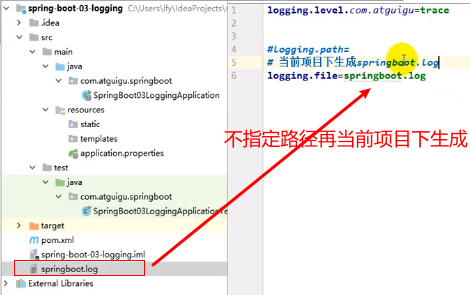 spring-boot-03-logging C:\Users\lfy\IdeaProjects\s
.idea
src
main
java
com.atguigu.springboot
SpringBoot03LoggingApplication
resources
static
templates
application.properties
test
java
com.atguigu.springboot
SpringBoot03LoggingApplicationTe
target
pom.xml
spring-boot-03-logging.iml
springboot.log
External Libraries
1 logging.level.com.atguigu=trace
2
3
4 #logging.path=
5 # 当前项目下生成springboot.log
6 logging.file=springboot.log
不指定路径再当前项目下生成